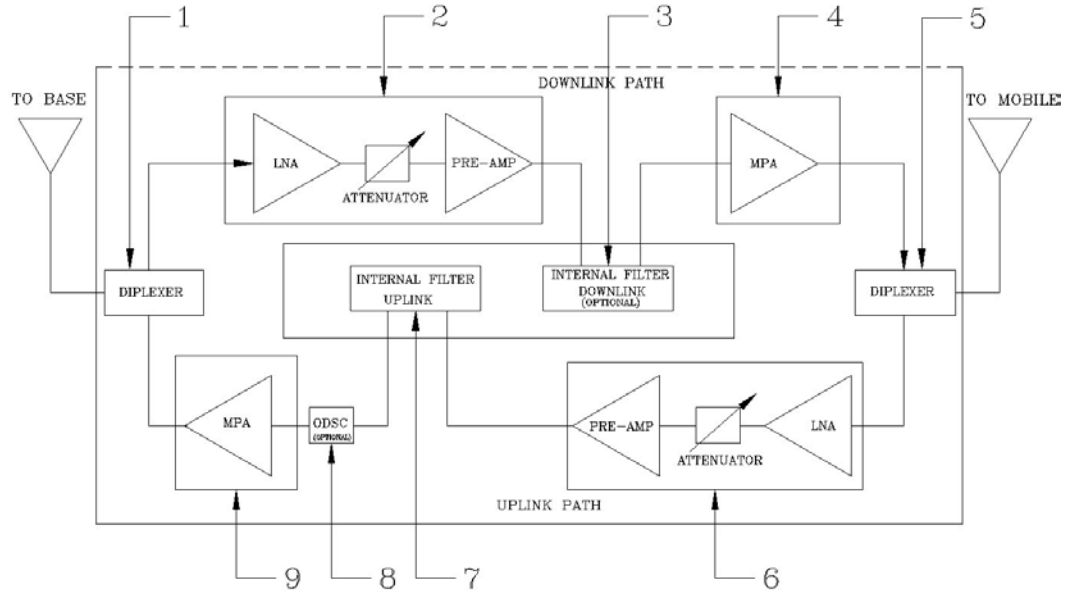 1
2
3
4
5
DOWNLINK PATH
TO BASE
TO MOBILE
LNA
PRE-AMP
MPA
ATTENUATOR
INTERNAL FILTER
UPLINK
INTERNAL FILTER
DOWNLINK
(OPTIONAL)
DIPLEXER
DIPLEXER
MPA
ODSC
(OPTIONAL)
PRE-AMP
LNA
ATTENUATOR
UPLINK PATH
9
8
7
6